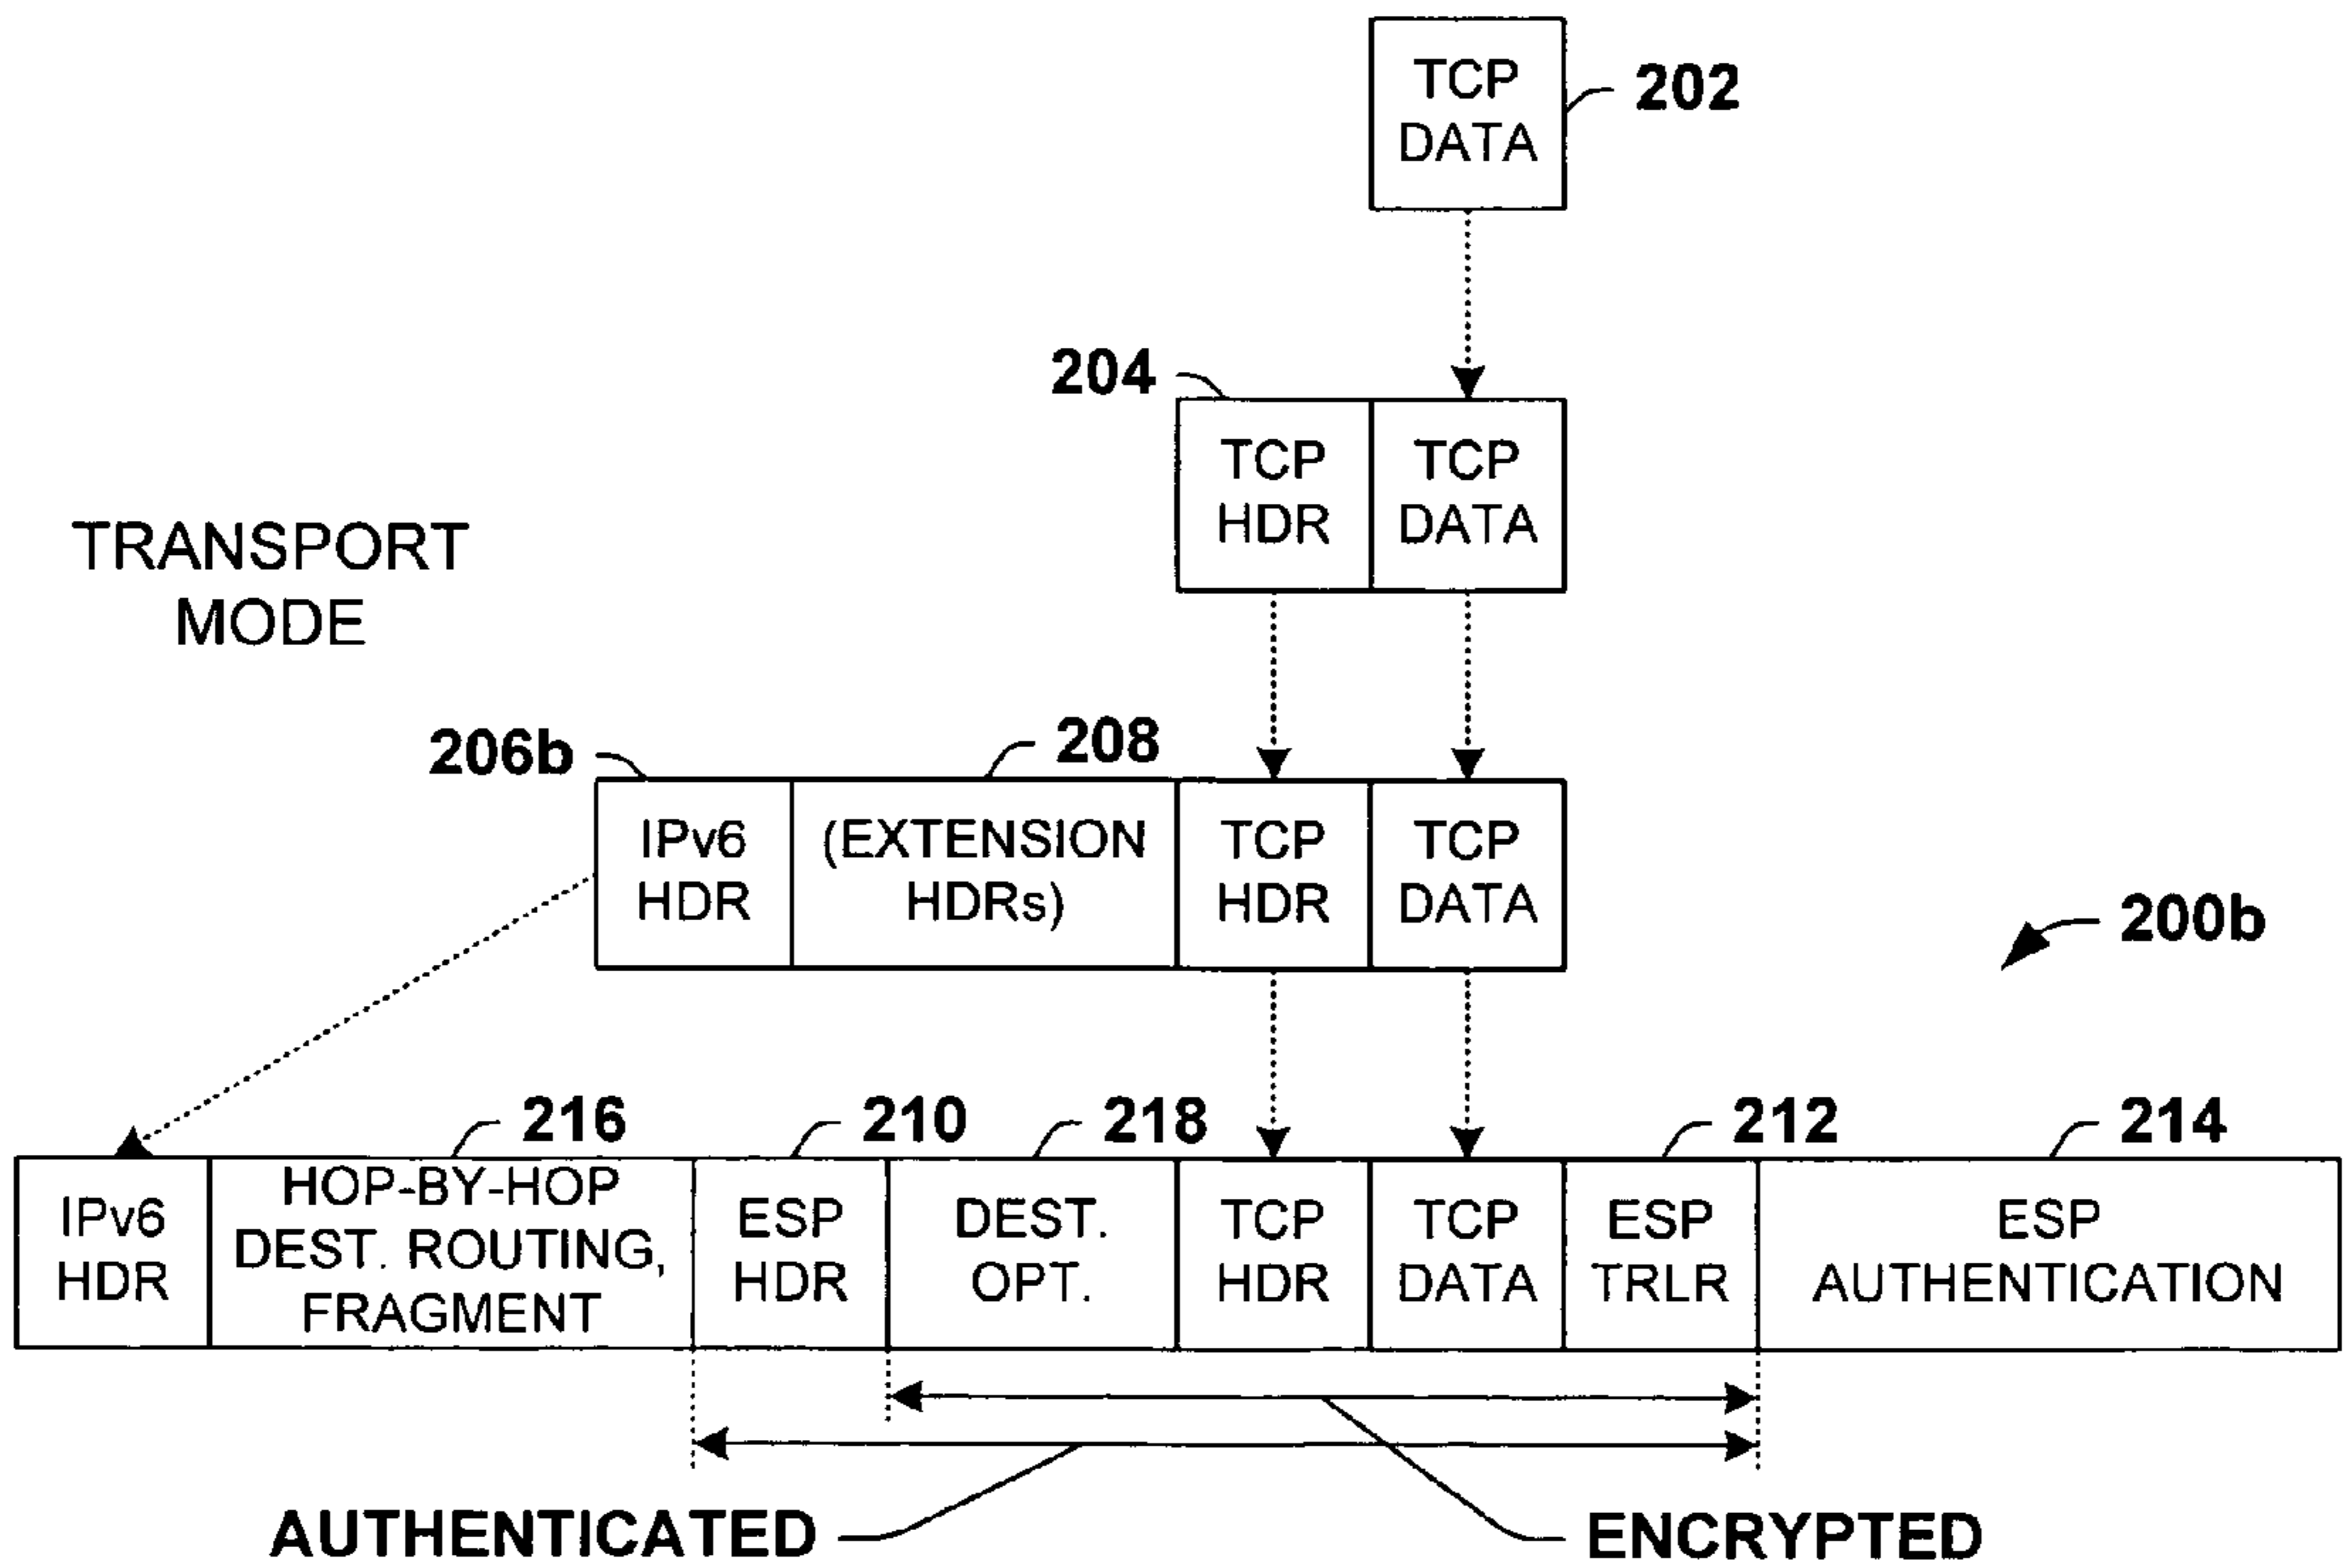 TCP
DATA
202
204
TCP
HDR
TCP
DATA
TRANSPORT
MODE
206b
208
IPv6
HDR
(EXTENSION
HDRs)
TCP
HDR
TCP
DATA
200b
216
210
218
212
214
IPv6
HDR
HOP-BY-HOP
DEST. ROUTING,
FRAGMENT
ESP
HDR
DEST.
OPT.
TCP
HDR
TCP
DATA
ESP
TRLR
ESP
AUTHENTICATION
AUTHENTICATED
ENCRYPTED